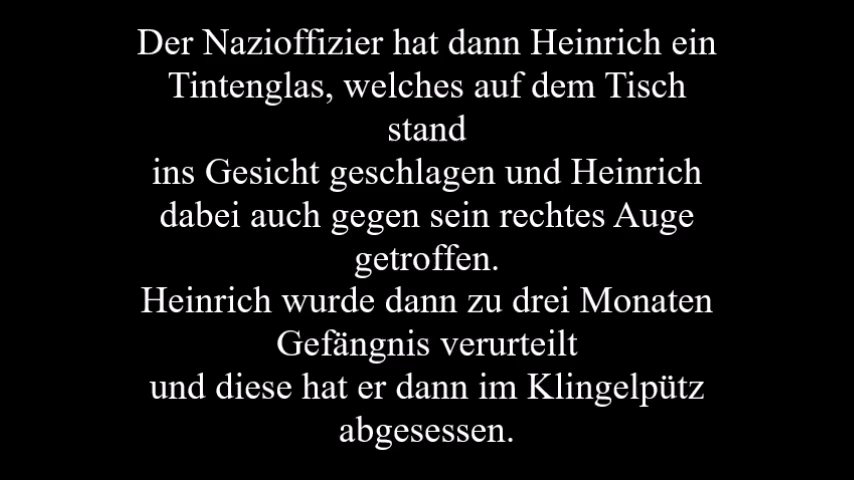 Der Nazioffizier hat dann Heinrich ein
Tintenglas, welches auf dem Tisch
stand
ins Gesicht geschlagen und Heinrich
dabei auch gegen sein rechtes Auge
getroffen.
Heinrich wurde dann zu drei Monaten
Gefängnis verurteilt
und diese hat er dann im Klingelpütz
abgesessen.